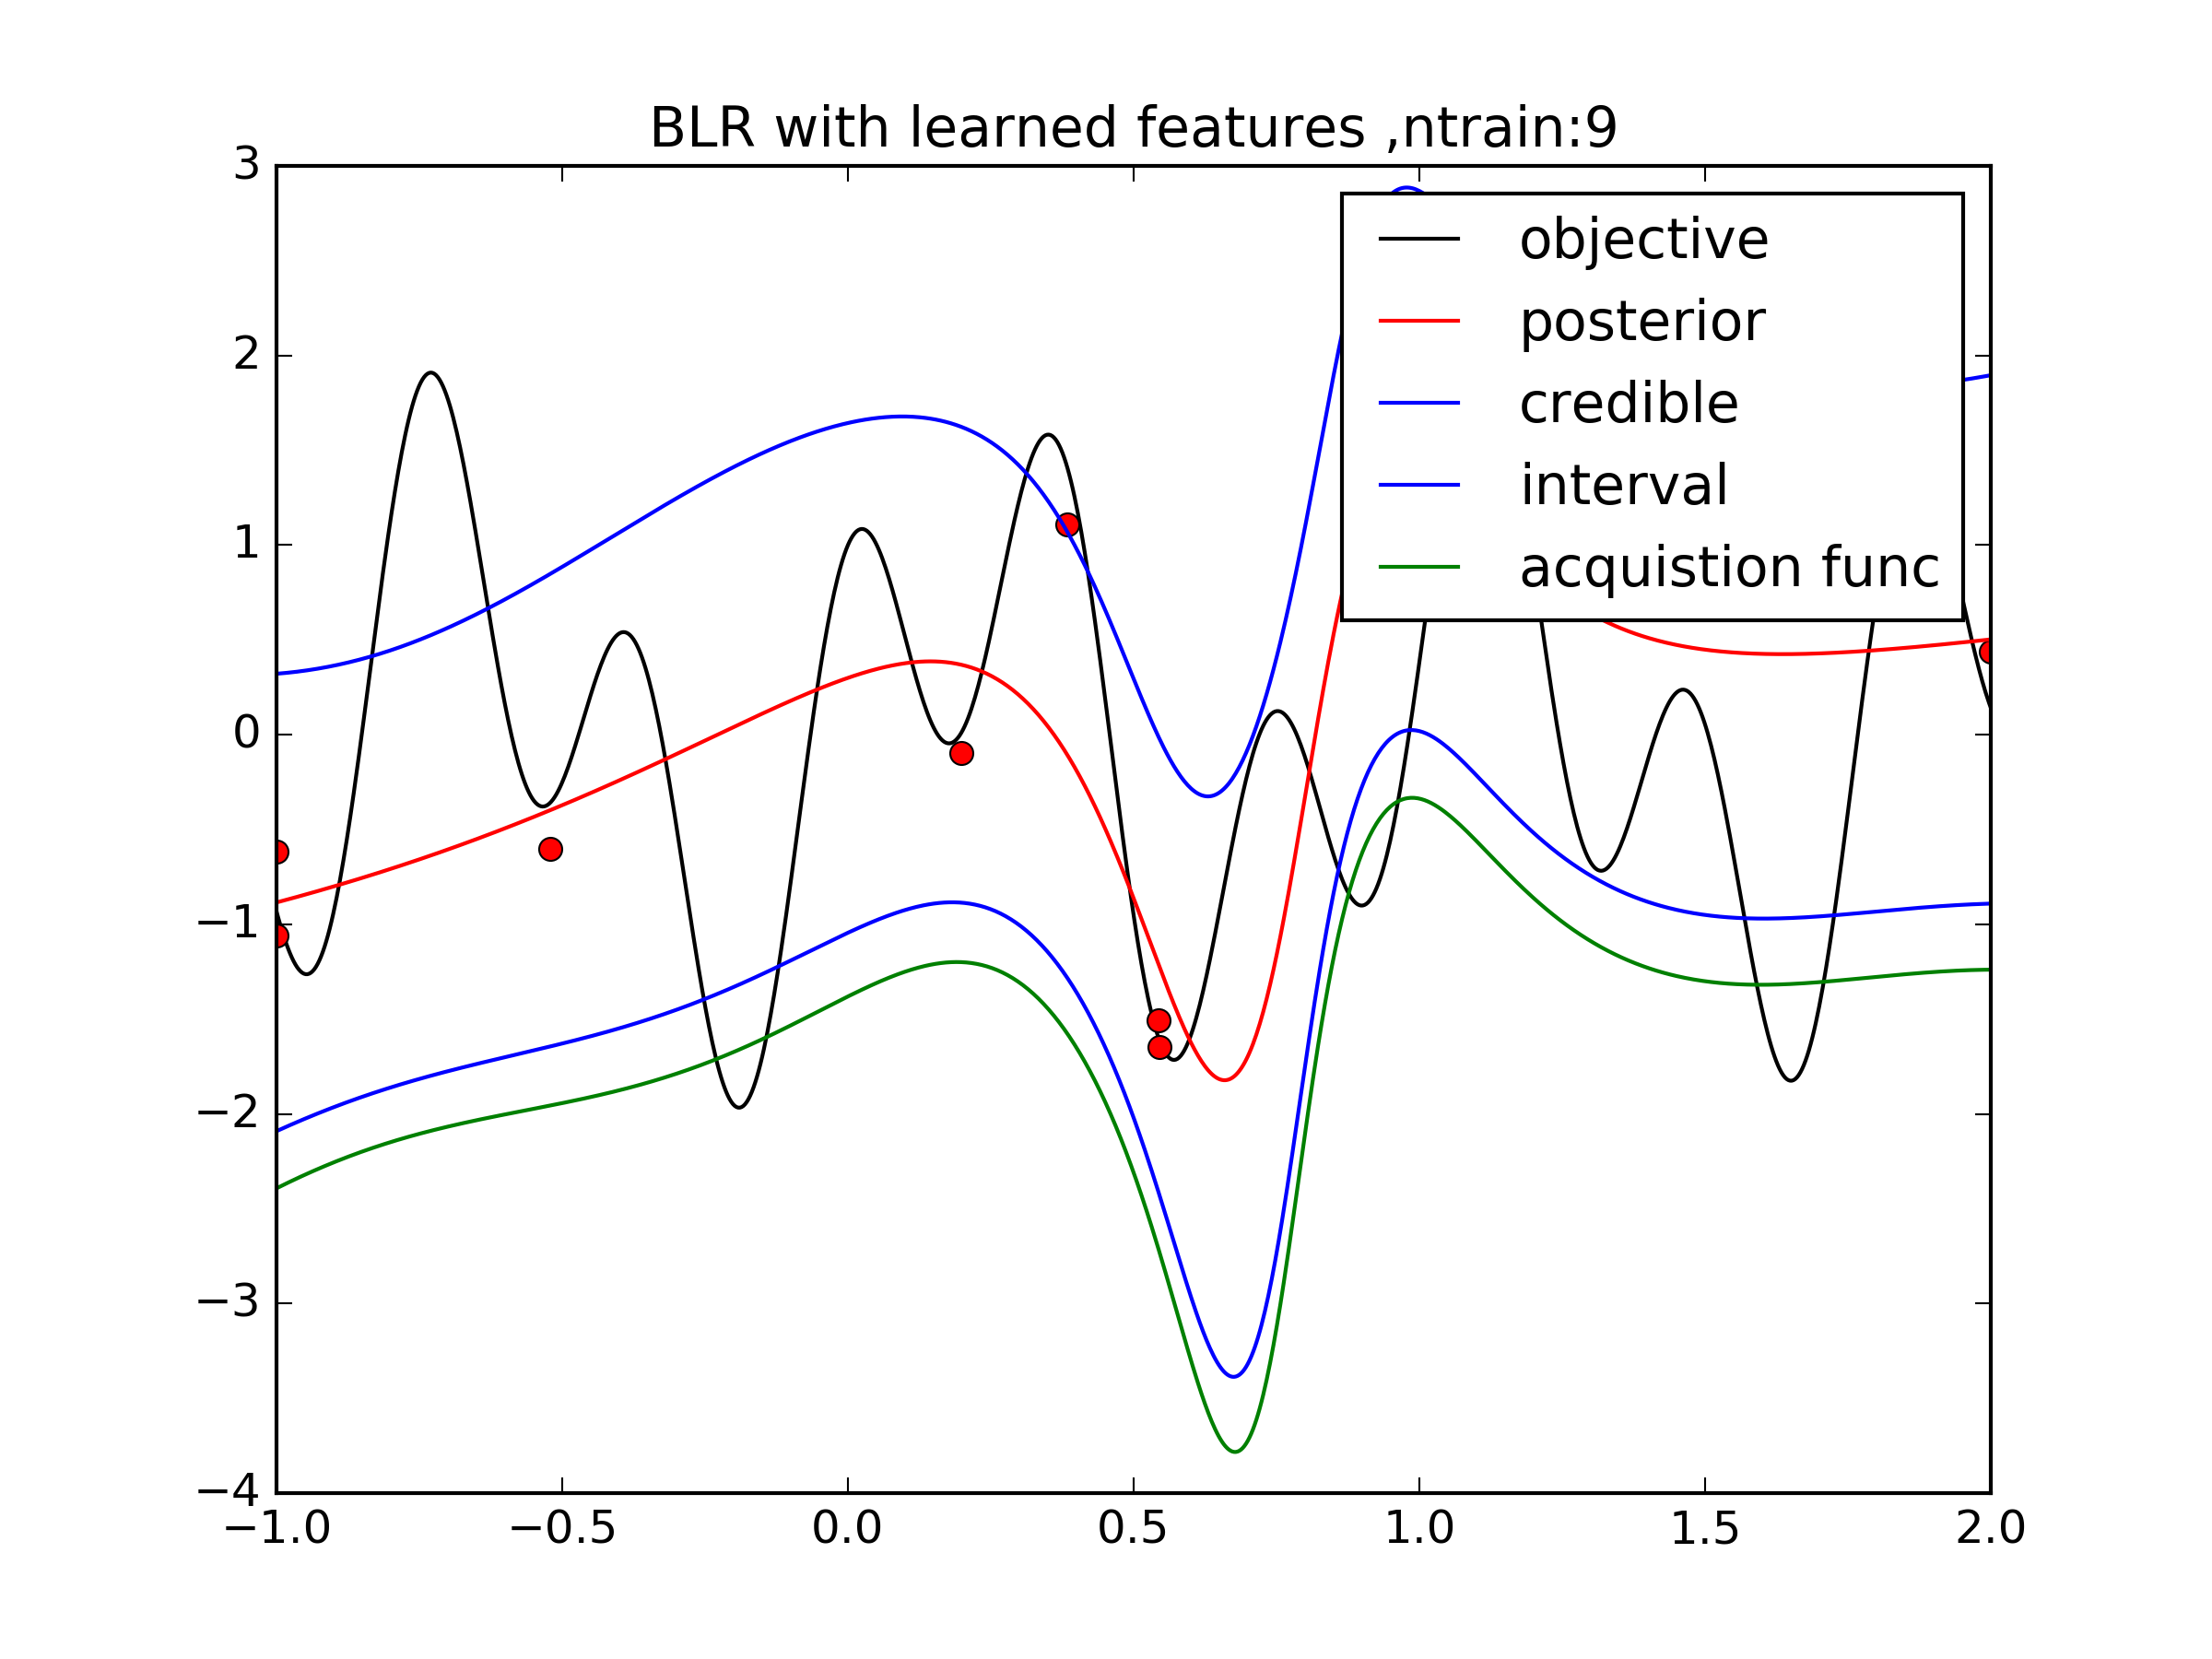 BLR with learned features ,ntrain:9
3
2
1
0
−1
−2
−3
−4
objective
posterior
credible
interval
acquistion func
−1.0 −0.5 0.0 0.5 1.0 1.5 2.0